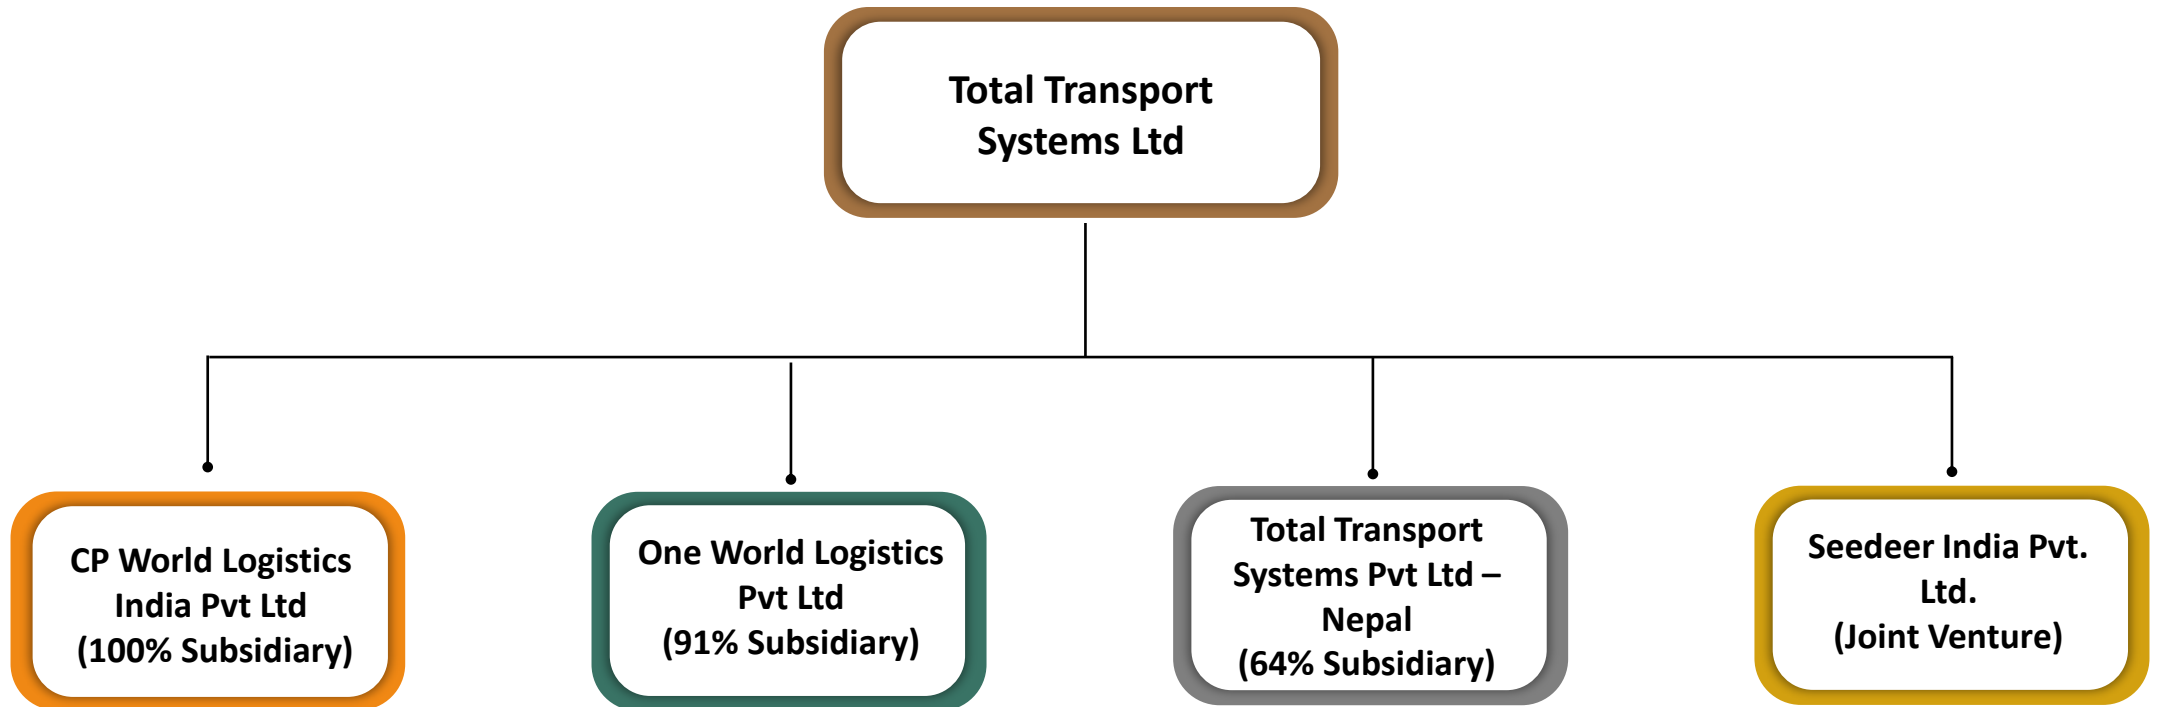 Total Transport
Systems Ltd
CP World Logistics
India Pvt Ltd
(100% Subsidiary)
One World Logistics
Pvt Ltd
(91% Subsidiary)
Total Transport
Systems Pvt Ltd –
Nepal
(64% Subsidiary)
Seedeer India Pvt.
Ltd.
(Joint Venture)